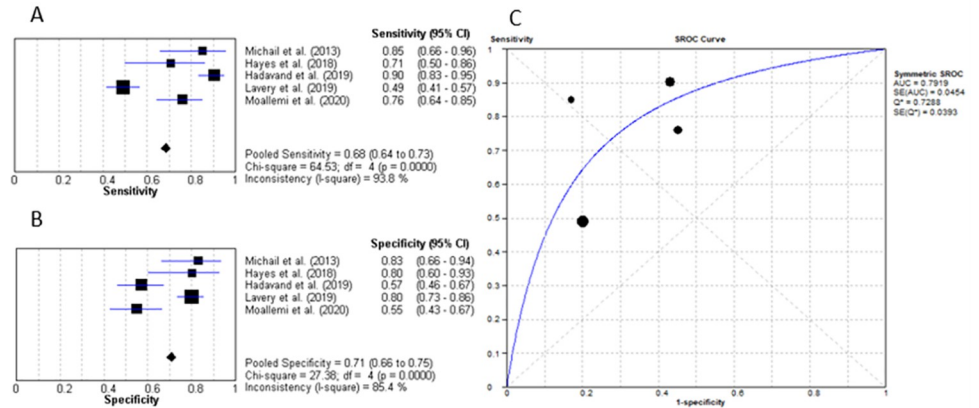 A
Sensitivity (95% CI)
Michail et al. (2013) 0.85 (0.66 - 0.96)
Hayes et al. (2018) 0.71 (0.50 - 0.86)
Hadavand et al. (2019) 0.90 (0.83 - 0.95)
Lavery et al. (2019) 0.49 (0.41 - 0.57)
Moallemi et al. (2020) 0.76 (0.64 - 0.85)
Pooled Sensitivity = 0.68 (0.64 to 0.73)
Chi-square = 64.53; df = 4 (p = 0.0000)
Inconsistency (I-square) = 93.8 %
0 0.2 0.4 0.6 0.8 1
Sensitivity
B
Specificity (95% CI)
Michail et al. (2013) 0.83 (0.66 - 0.94)
Hayes et al. (2018) 0.80 (0.60 - 0.93)
Hadavand et al. (2019) 0.57 (0.46 - 0.67)
Lavery et al. (2019) 0.80 (0.73 - 0.86)
Moallemi et al. (2020) 0.55 (0.43 - 0.67)
Pooled Specificity = 0.71 (0.66 to 0.75)
Chi-square = 27.38; df = 4 (p = 0.0000)
Inconsistency (I-square) = 85.4 %
0 0.2 0.4 0.6 0.8 1
Specificity
C
Sensitivity SROC Curve
1
0.9
0.8
0.7
0.6
0.5
0.4
0.3
0.2
0.1
0
0 0.2 0.4 0.6 0.8 1
1-specificity
Symmetric SROC
AUC = 0.7919
SE(AUC) = 0.0454
Q* = 0.7288
SE(Q*) = 0.0393